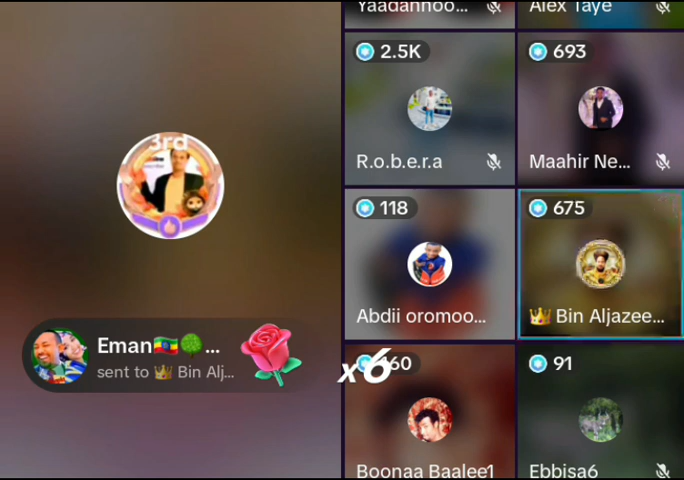 Yaadannoo...
Alex Taye
2.5K
693
R.o.b.e.r.a
Maahir Ne...
3rd
118
675
Abdii oromoo...
👑 Bin Aljazee...
Eman🇪🇹🌳 ...
sent to 👑 Bin Alj...
x6
60
91
Boonaa Baalee1
Ebbisa6